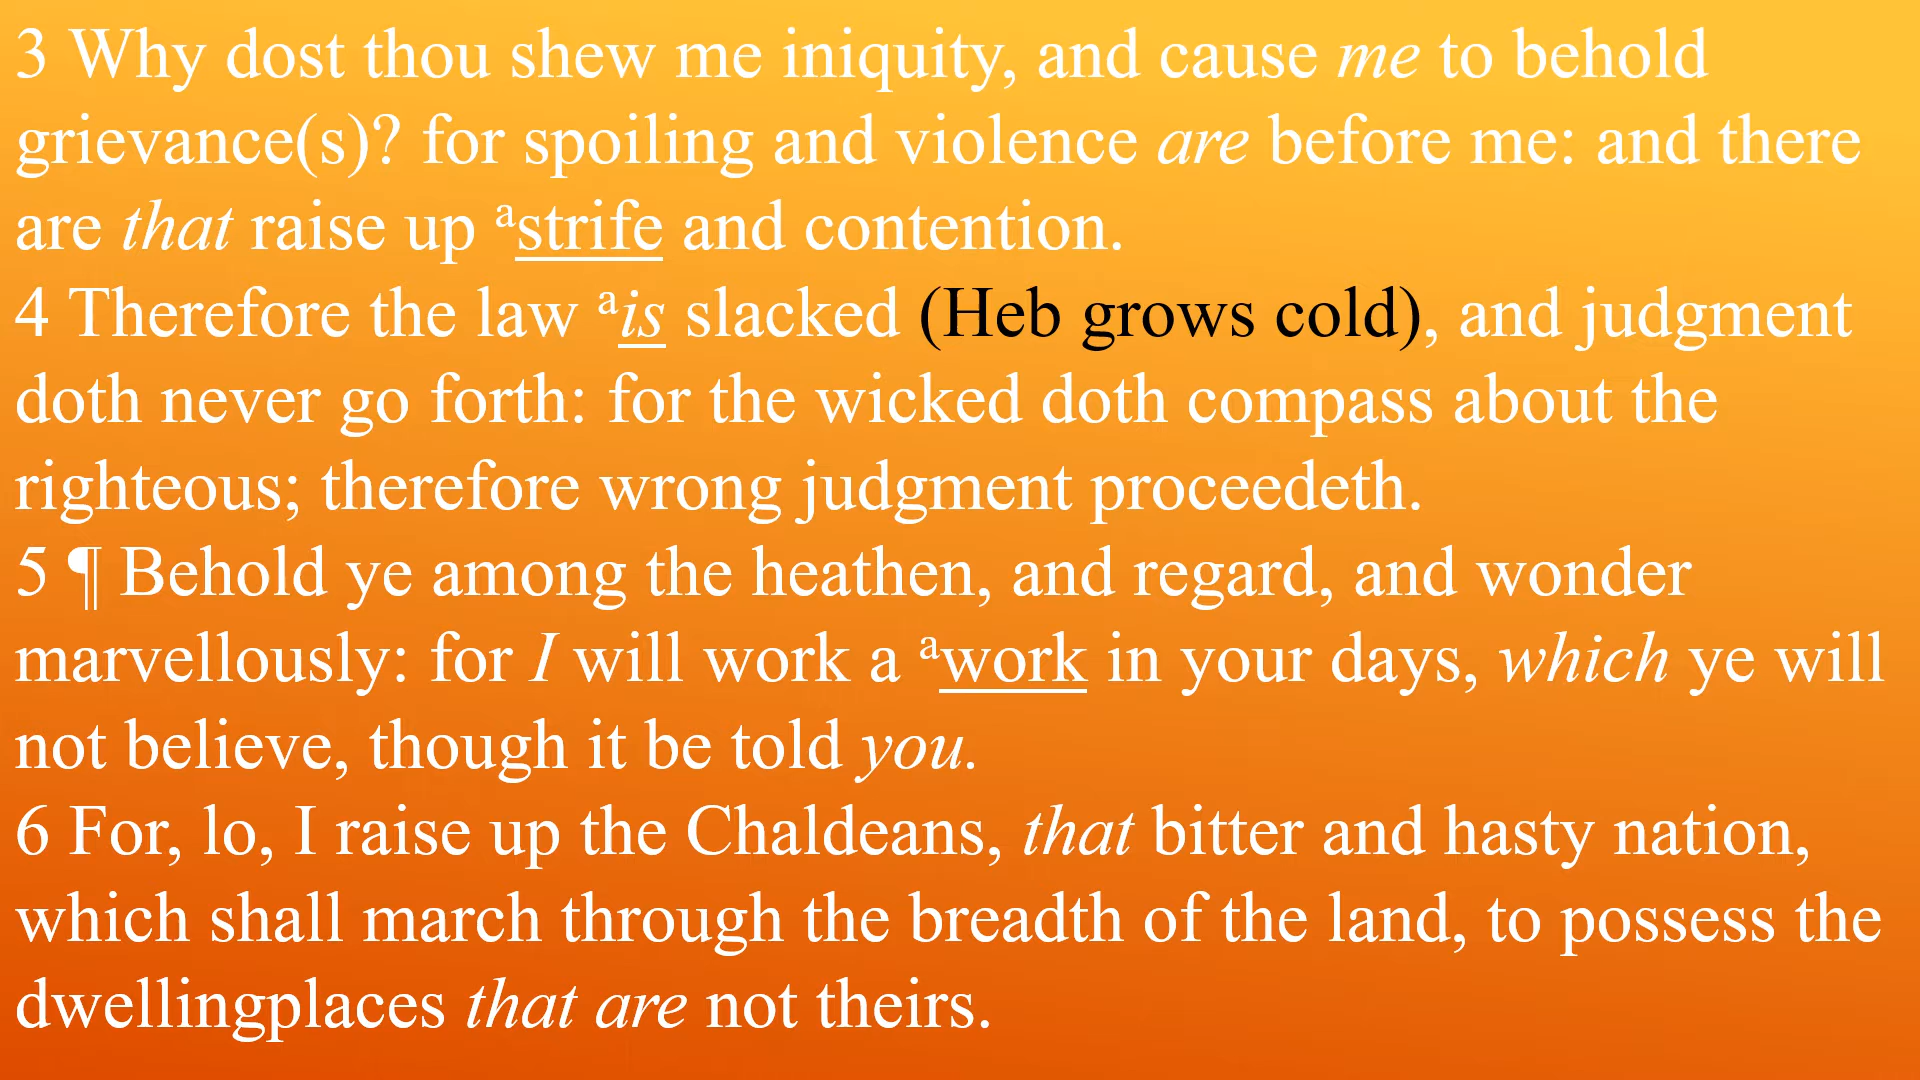 3 Why dost thou shew me iniquity, and cause me to behold
grievance(s)? for spoiling and violence are before me: and there
are that raise up ᵃstrife and contention.
4 Therefore the law ᵃis slacked (Heb grows cold), and judgment
doth never go forth: for the wicked doth compass about the
righteous; therefore wrong judgment proceedeth.
5 ¶ Behold ye among the heathen, and regard, and wonder
marvellously: for I will work a ᵃwork in your days, which ye will
not believe, though it be told you.
6 For, lo, I raise up the Chaldeans, that bitter and hasty nation,
which shall march through the breadth of the land, to possess the
dwellingplaces that are not theirs.